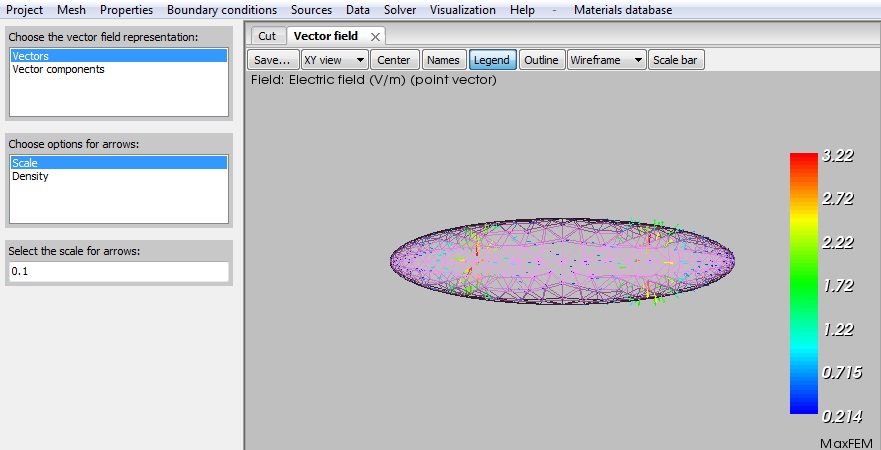 Project Mesh Properties Boundary conditions Sources Data Solver Visualization Help - Materials database
Choose the vector field representation:
Vectors
Vector components
Choose options for arrows:
Scale
Density
Select the scale for arrows:
0.1
Cut Vector field
Save... XY view Center Names Legend Outline Wireframe Scale bar
Field: Electric field (V/m) (point vector)
3.22
2.72
2.22
1.72
1.22
0.715
0.214
MaxFEM